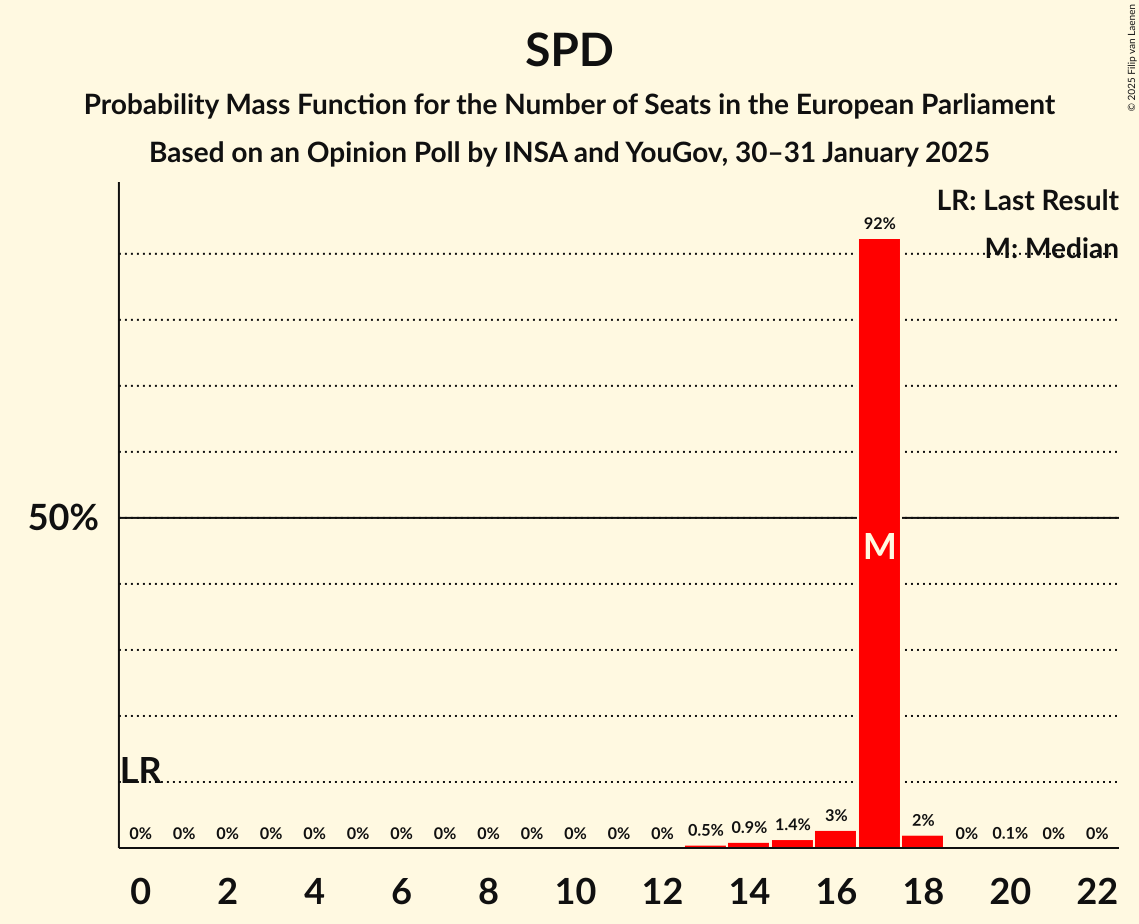 SPD
Probability Mass Function for the Number of Seats in the European Parliament
Based on an Opinion Poll by INSA and YouGov, 30–31 January 2025
© 2025 Filip van Laenen
LR: Last Result
M: Median
92%
50%
M
LR
0% 0% 0% 0% 0% 0% 0% 0% 0% 0% 0% 0% 0% 0.5% 0.9% 1.4% 3% 2% 0% 0.1% 0% 0%
0 2 4 6 8 10 12 14 16 18 20 22